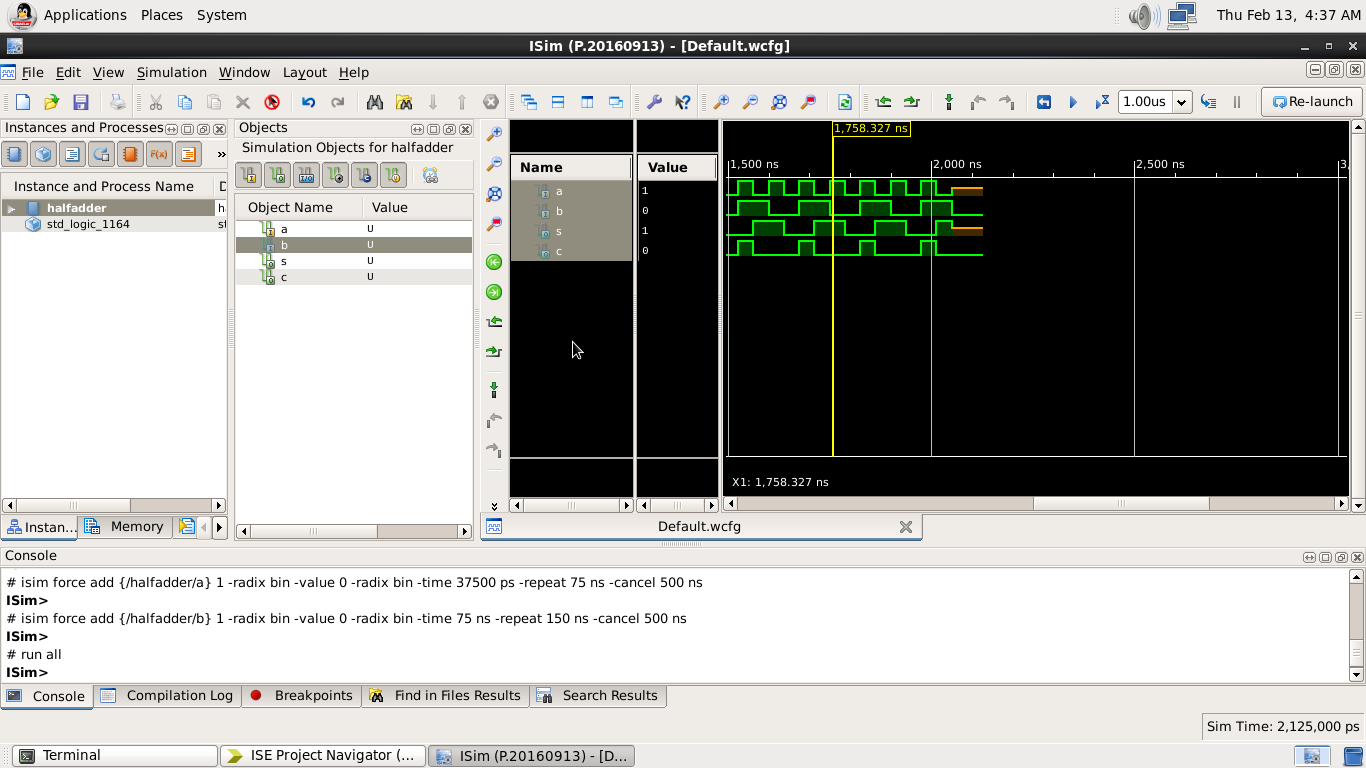 Applications Places System Thu Feb 13, 4:37 AM
ISim (P.20160913) - [Default.wcfg]
File Edit View Simulation Window Layout Help
1.00us Re-launch
Instances and Processes
Instance and Process Name
halfadder
std_logic_1164
Instan... Memory
Objects
Simulation Objects for halfadder
Object Name Value
a U
b U
s U
c U
Name Value
a 1
b 0
s 1
c 0
1,758.327 ns
1,500 ns 2,000 ns 2,500 ns 3,
X1: 1,758.327 ns
Default.wcfg
Console
# isim force add {/halfadder/a} 1 -radix bin -value 0 -radix bin -time 37500 ps -repeat 75 ns -cancel 500 ns
ISim>
# isim force add {/halfadder/b} 1 -radix bin -value 0 -radix bin -time 75 ns -repeat 150 ns -cancel 500 ns
ISim>
# run all
ISim>
Console Compilation Log Breakpoints Find in Files Results Search Results
Sim Time: 2,125,000 ps
Terminal ISE Project Navigator (... ISim (P.20160913) - [D...